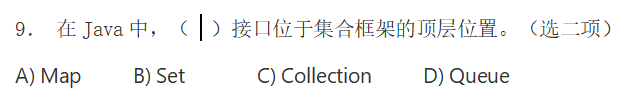 9. 在 Java 中，（ ）接口位于集合框架的顶层位置。（选二项）
A) Map B) Set C) Collection D) Queue